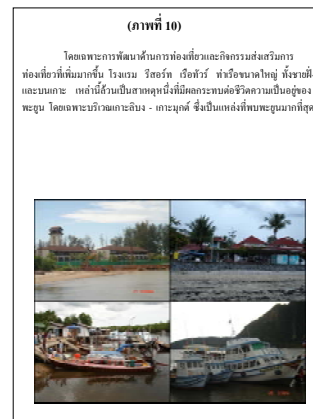 (ภาพที่ 10)
โดยเฉพาะการพัฒนาด้านการท่องเที่ยวและกิจกรรมส่งเสริมการ
ท่องเที่ยวที่เพิ่มมากขึ้น โรงแรม รีสอร์ท เรือทัวร์ ท่าเรือขนาดใหญ่ ทั้งชายฝั่ง
และบนเกาะ เหล่านี้ล้วนเป็นสาเหตุหนึ่งที่มีผลกระทบต่อชีวิตความเป็นอยู่ของ
พะยูน โดยเฉพาะบริเวณเกาะลิบง - เกาะมุกด์ ซึ่งเป็นแหล่งที่พบพะยูนมากที่สุด